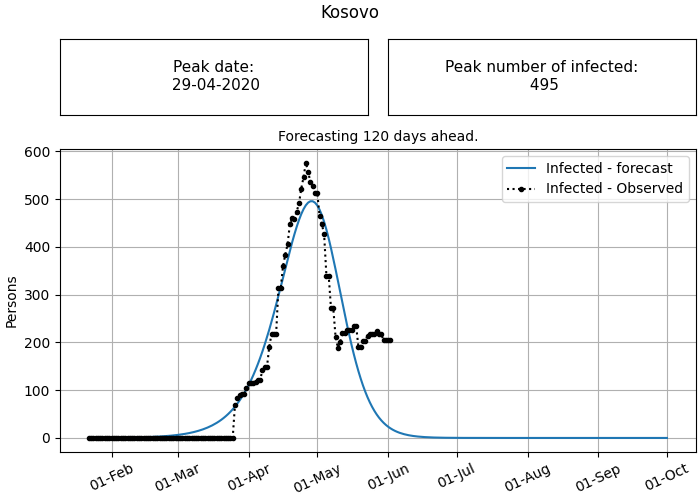 Kosovo
Peak date:
29-04-2020
Peak number of infected:
495
Forecasting 120 days ahead.
Infected - forecast
Infected - Observed
Persons
600
500
400
300
200
100
0
01-Feb
01-Mar
01-Apr
01-May
01-Jun
01-Jul
01-Aug
01-Sep
01-Oct